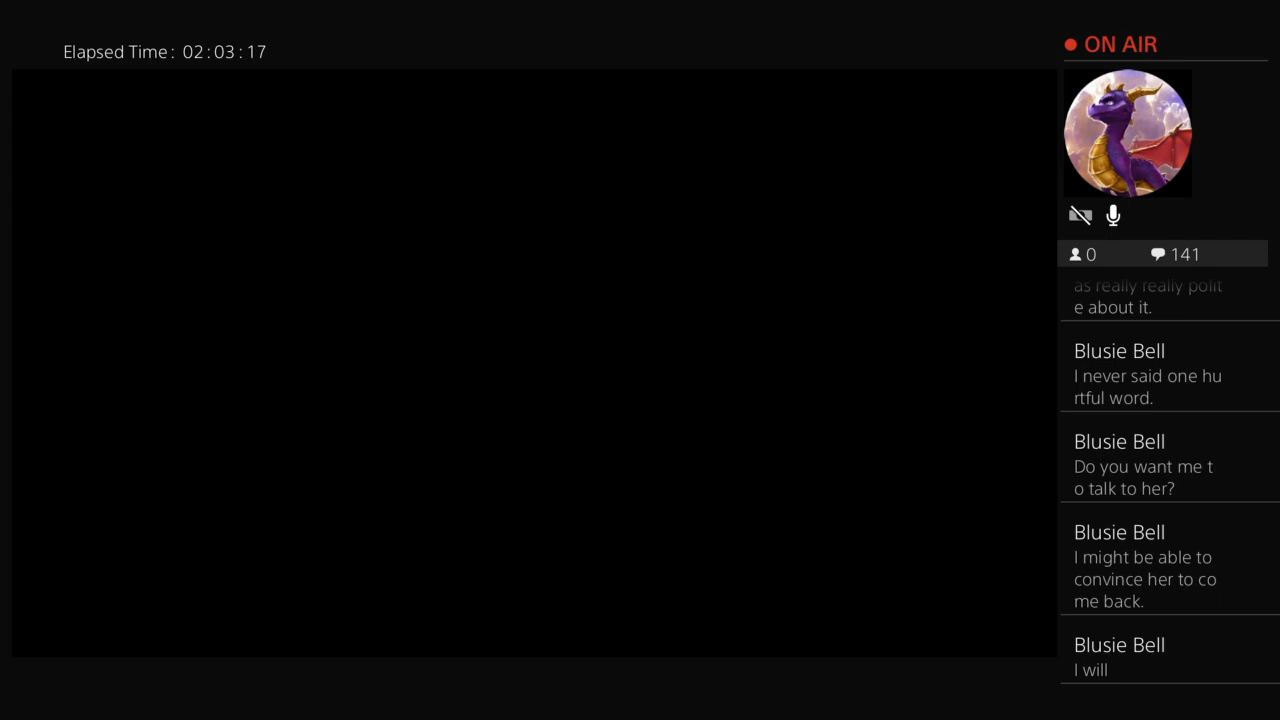 Elapsed Time: 02:03:17
ON AIR
0 141
as really really polit
e about it.
Blusie Bell
I never said one hu
rtful word.
Blusie Bell
Do you want me t
o talk to her?
Blusie Bell
I might be able to
convince her to co
me back.
Blusie Bell
I will